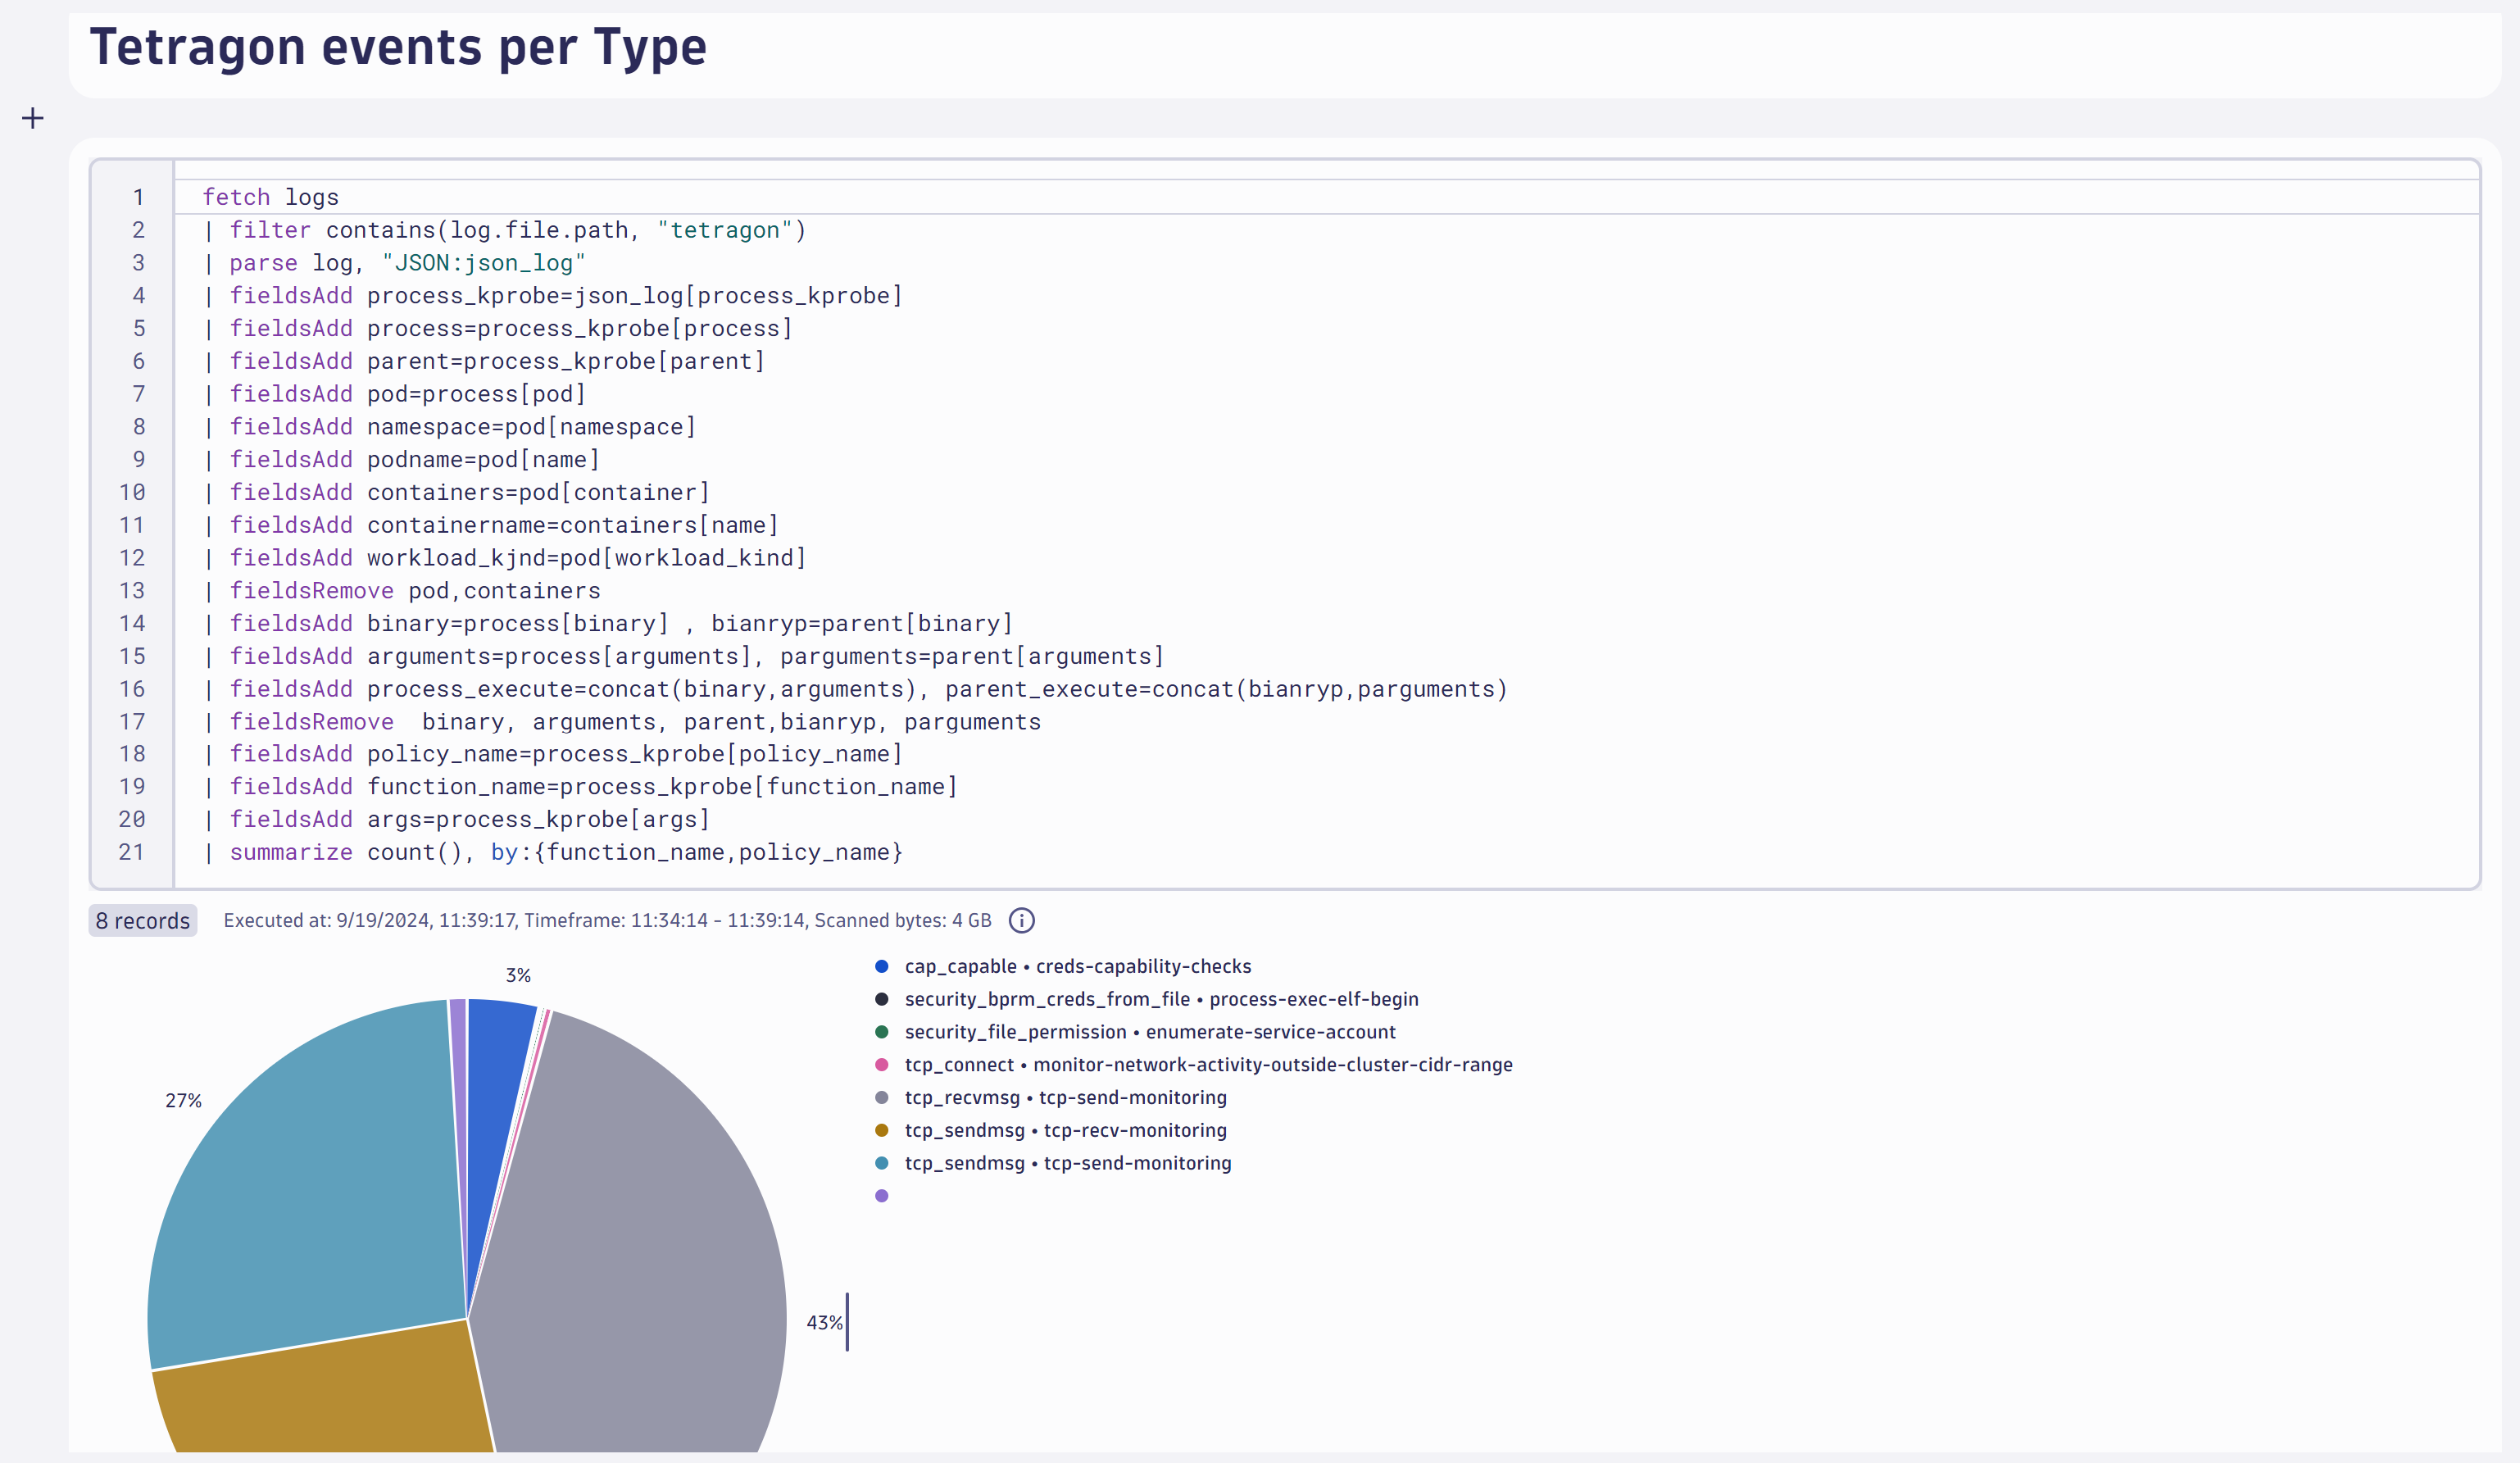 Tetragon events per Type
1 fetch logs
2 | filter contains(log.file.path, "tetragon")
3 | parse log, "JSON:json_log"
4 | fieldsAdd process_kprobe=json_log[process_kprobe]
5 | fieldsAdd process=process_kprobe[process]
6 | fieldsAdd parent=process_kprobe[parent]
7 | fieldsAdd pod=process[pod]
8 | fieldsAdd namespace=pod[namespace]
9 | fieldsAdd podname=pod[name]
10 | fieldsAdd containers=pod[container]
11 | fieldsAdd containername=containers[name]
12 | fieldsAdd workload_kjnd=pod[workload_kind]
13 | fieldsRemove pod,containers
14 | fieldsAdd binary=process[binary] , bianryp=parent[binary]
15 | fieldsAdd arguments=process[arguments], parguments=parent[arguments]
16 | fieldsAdd process_execute=concat(binary,arguments), parent_execute=concat(bianryp,parguments)
17 | fieldsRemove  binary, arguments, parent,bianryp, parguments
18 | fieldsAdd policy_name=process_kprobe[policy_name]
19 | fieldsAdd function_name=process_kprobe[function_name]
20 | fieldsAdd args=process_kprobe[args]
21 | summarize count(), by:{function_name,policy_name}
8 records Executed at: 9/19/2024, 11:39:17, Timeframe: 11:34:14 - 11:39:14, Scanned bytes: 4 GB
3%
27%
43%
cap_capable • creds-capability-checks
security_bprm_creds_from_file • process-exec-elf-begin
security_file_permission • enumerate-service-account
tcp_connect • monitor-network-activity-outside-cluster-cidr-range
tcp_recvmsg • tcp-send-monitoring
tcp_sendmsg • tcp-recv-monitoring
tcp_sendmsg • tcp-send-monitoring